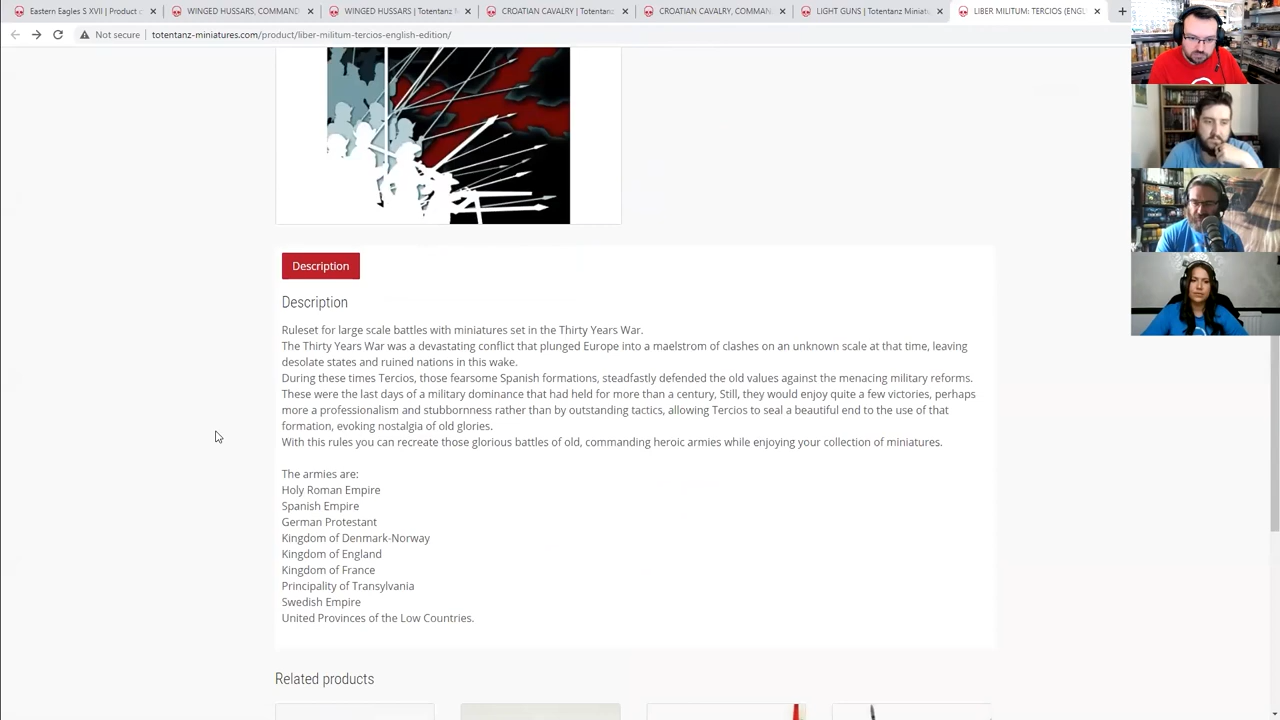 Eastern Eagles S XVII | Product c
WINGED HUSSARS, COMMAND
WINGED HUSSARS | Totentanz
CROATIAN CAVALRY | Totentanz
CROATIAN CAVALRY, COMMAN
LIGHT GUNS | Totentanz Miniatu
LIBER MILITUM: TERCIOS (ENGL
Not secure
totentanz-miniatures.com/product/liber-militum-tercios-english-edition/
Description
Description
Ruleset for large scale battles with miniatures set in the Thirty Years War.
The Thirty Years War was a devastating conflict that plunged Europe into a maelstrom of clashes on an unknown scale at that time, leaving
desolate states and ruined nations in this wake.
During these times Tercios, those fearsome Spanish formations, steadfastly defended the old values against the menacing military reforms.
These were the last days of a military dominance that had held for more than a century, Still, they would enjoy quite a few victories, perhaps
more a professionalism and stubbornness rather than by outstanding tactics, allowing Tercios to seal a beautiful end to the use of that
formation, evoking nostalgia of old glories.
With this rules you can recreate those glorious battles of old, commanding heroic armies while enjoying your collection of miniatures.
The armies are:
Holy Roman Empire
Spanish Empire
German Protestant
Kingdom of Denmark-Norway
Kingdom of England
Kingdom of France
Principality of Transylvania
Swedish Empire
United Provinces of the Low Countries.
Related products